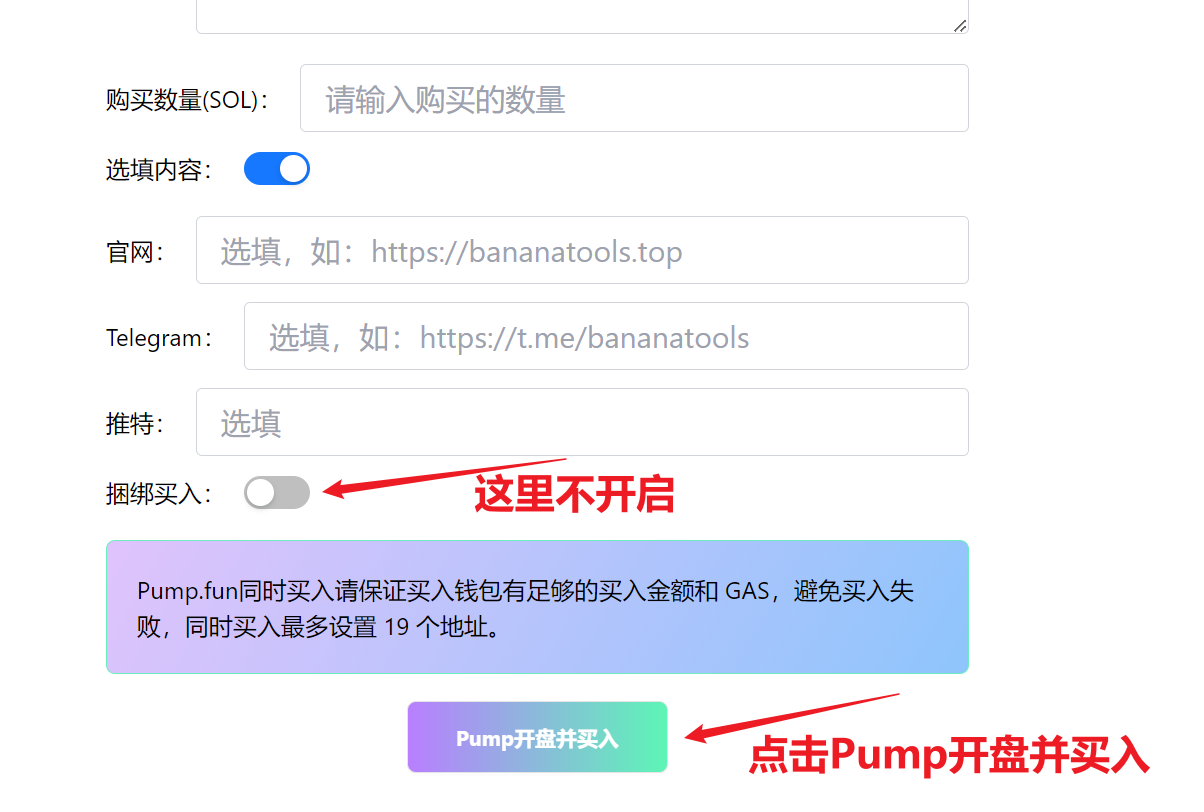 购买数量(SOL)： 请输入购买的数量
选填内容：
官网： 选填，如：https://bananatools.top
Telegram： 选填，如：https://t.me/bananatools
推特： 选填
捆绑买入： 这里不开启
Pump.fun同时买入请保证买入钱包有足够的买入金额和 GAS，避免买入失
败，同时买入最多设置 19 个地址。
Pump开盘并买入
点击Pump开盘并买入